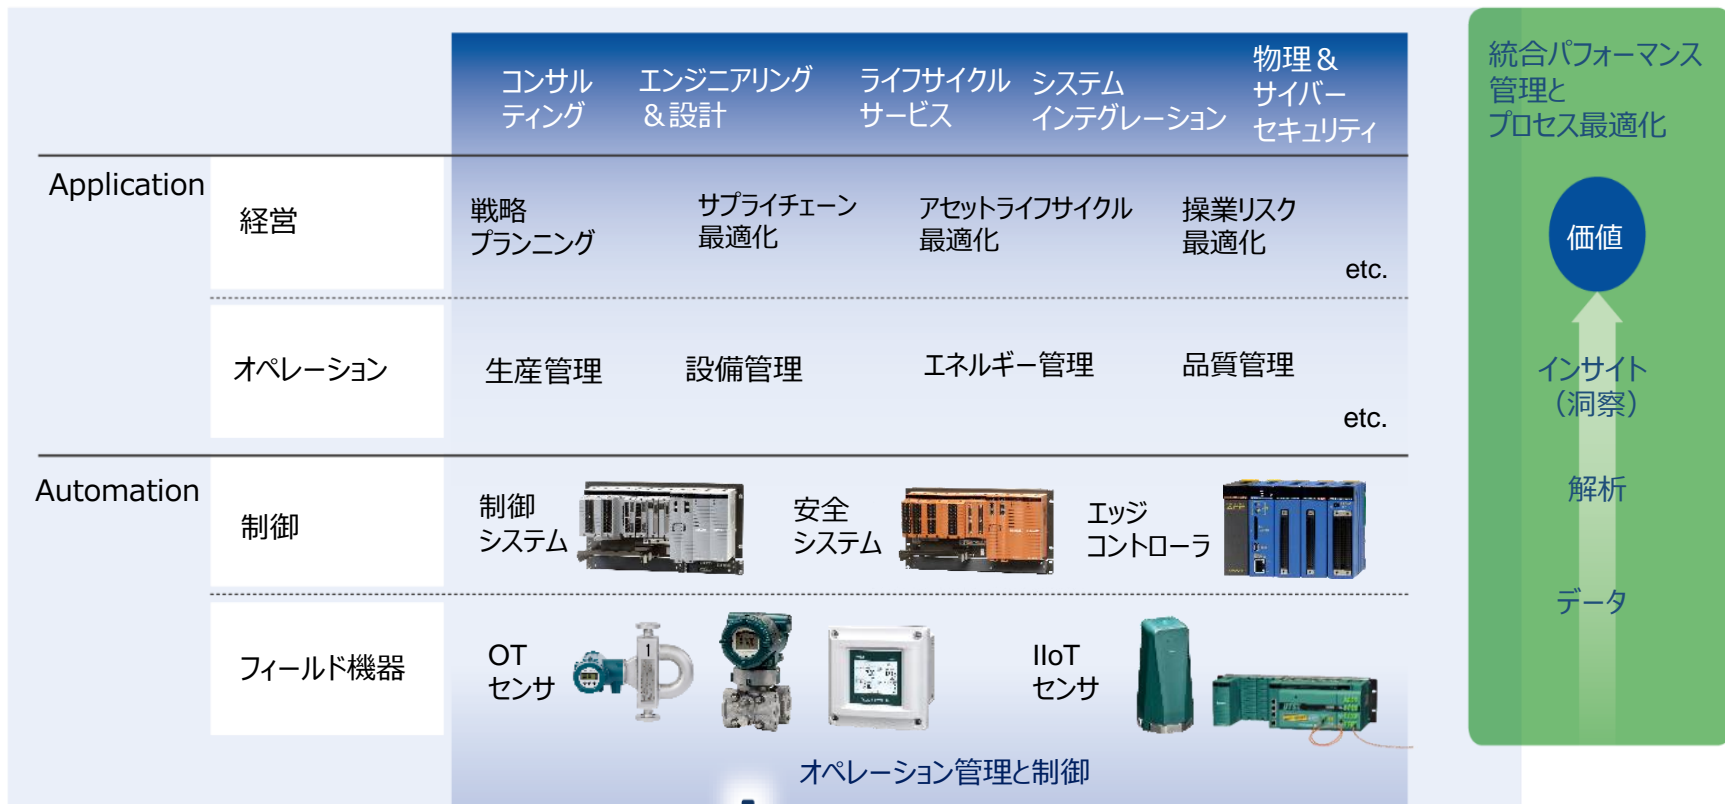 コンサル
ティング
エンジニアリング
＆設計
ライフサイクル
サービス
システム
インテグレーション
物理＆
サイバー
セキュリティ
統合パフォーマンス
管理と
プロセス最適化
Application
経営
戦略
プランニング
サプライチェーン
最適化
アセットライフサイクル
最適化
操業リスク
最適化
etc.
価値
オペレーション
生産管理
設備管理
エネルギー管理
品質管理
etc.
インサイト
（洞察）
Automation
制御
制御
システム
安全
システム
エッジ
コントローラ
解析
データ
フィールド機器
OT
センサ
1
IIoT
センサ
オペレーション管理と制御